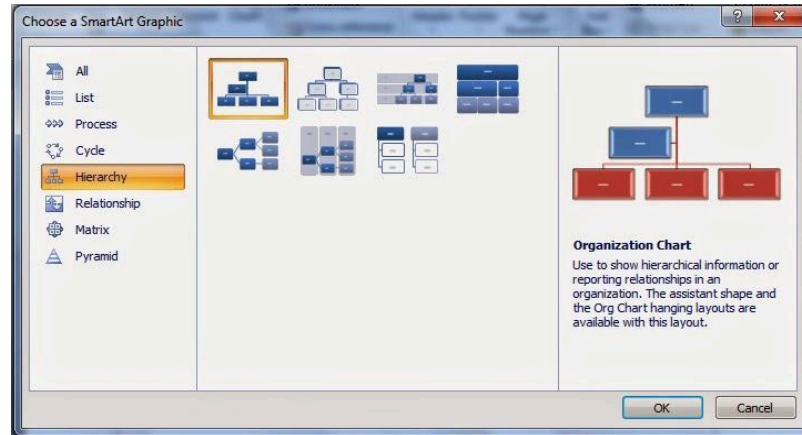 Choose a SmartArt Graphic
?
All
List
Process
Cycle
Hierarchy
Relationship
Matrix
Pyramid
Organization Chart
Use to show hierarchical information or
reporting relationships in an
organization. The assistant shape and
the Org Chart hanging layouts are
available with this layout.
OK
Cancel